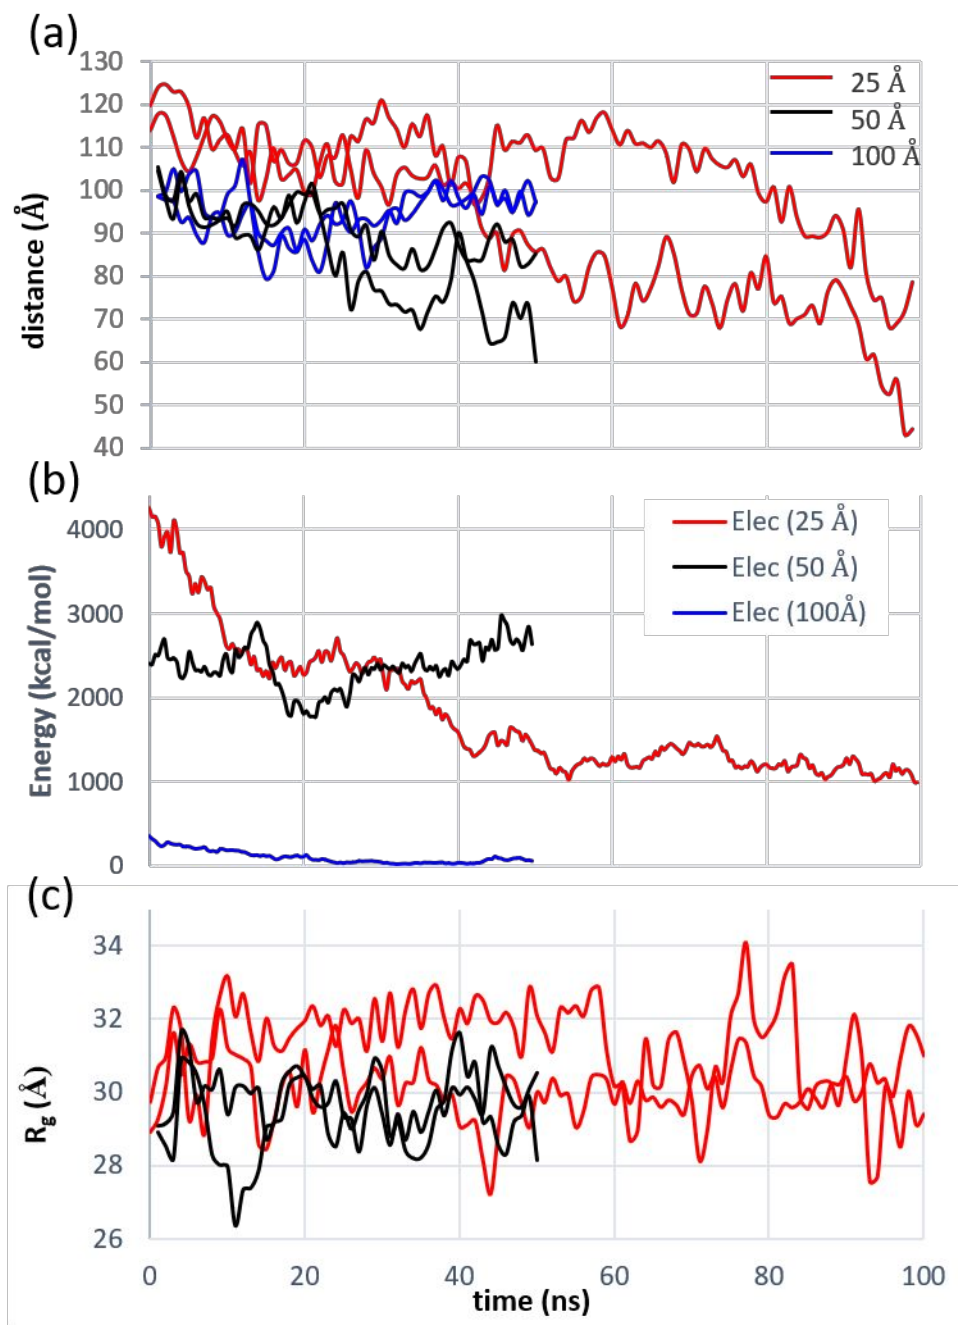 (a)
distance (Å)
130
120
110
100
90
80
70
60
50
40
25 Å
50 Å
100 Å
(b)
Energy (kcal/mol)
4000
3000
2000
1000
0
Elec (25 Å)
Elec (50 Å)
Elec (100Å)
(c)
Rg (Å)
34
32
30
28
26
0 20 40 60 80 100
time (ns)